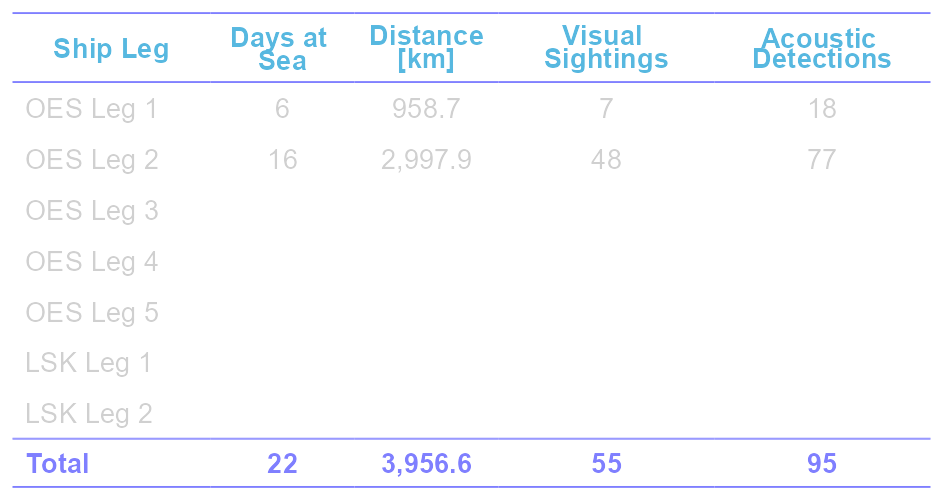 Ship Leg Days at Sea Distance [km] Visual Sightings Acoustic Detections
OES Leg 1 6 958.7 7 18
OES Leg 2 16 2,997.9 48 77
OES Leg 3
OES Leg 4
OES Leg 5
LSK Leg 1
LSK Leg 2
Total 22 3,956.6 55 95